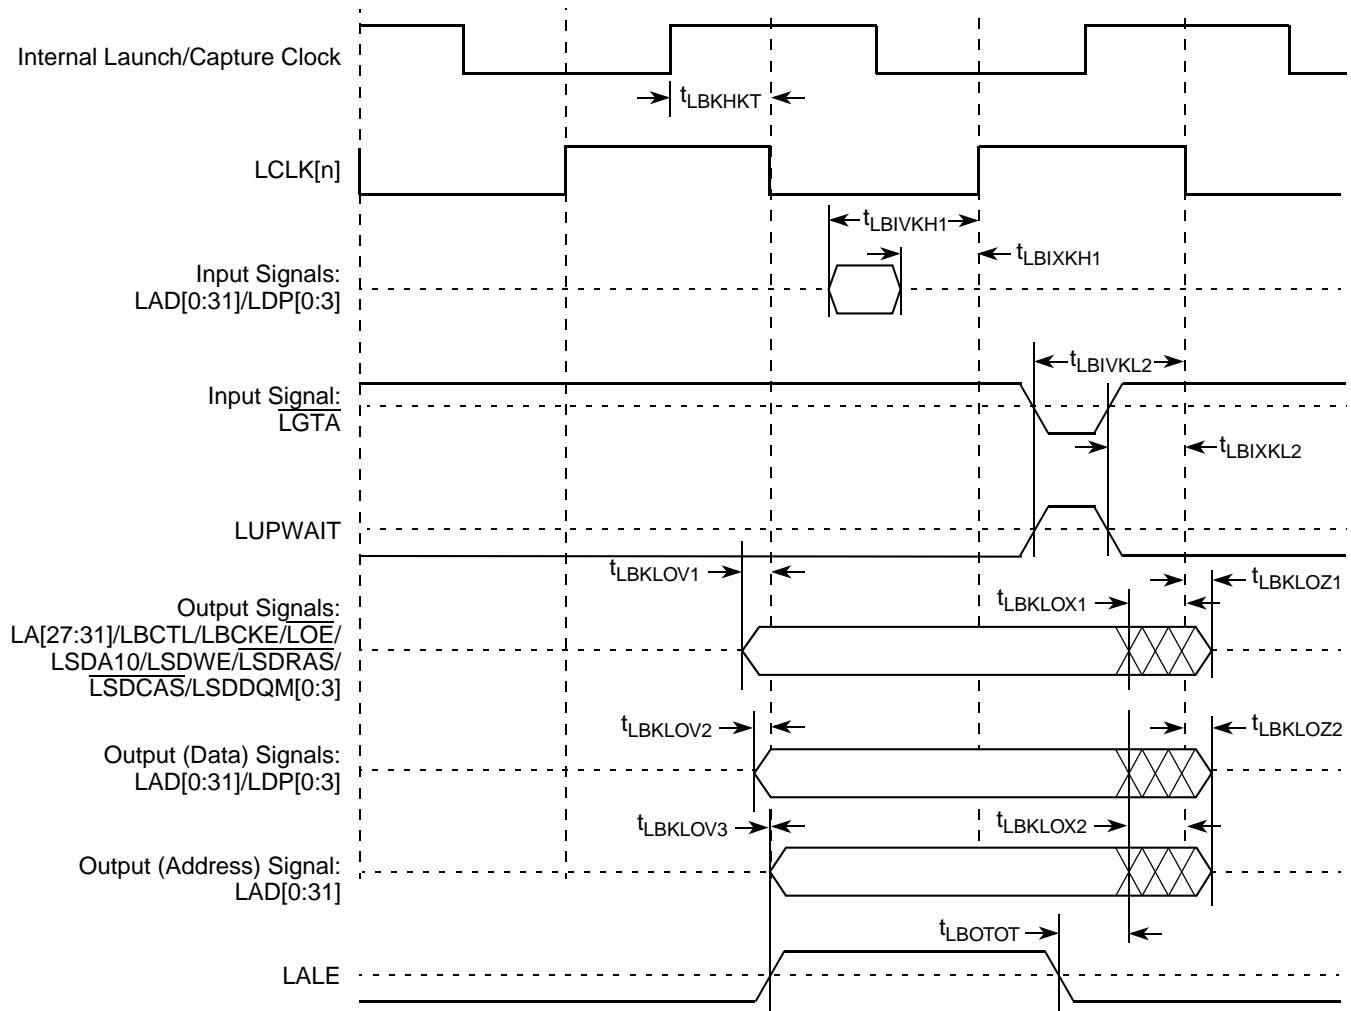 Internal Launch/Capture Clock
tLBKHKT
LCLK[n]
tLBIVKH1
tLBIXKH1
Input Signals:
LAD[0:31]/LDP[0:3]
tLBIVKL2
Input Signal:
LGTA
tLBIXKL2
LUPWAIT
tLBKLOV1
tLBKLOZ1
tLBKLOX1
Output Signals:
LA[27:31]/LBCTL/LBCKE/LOE/
LSDA10/LSDWE/LSDRAS/
LSDCAS/LSDDQM[0:3]
tLBKLOV2
tLBKLOZ2
Output (Data) Signals:
LAD[0:31]/LDP[0:3]
tLBKLOV3
tLBKLOX2
Output (Address) Signal:
LAD[0:31]
tLBOTOT
LALE